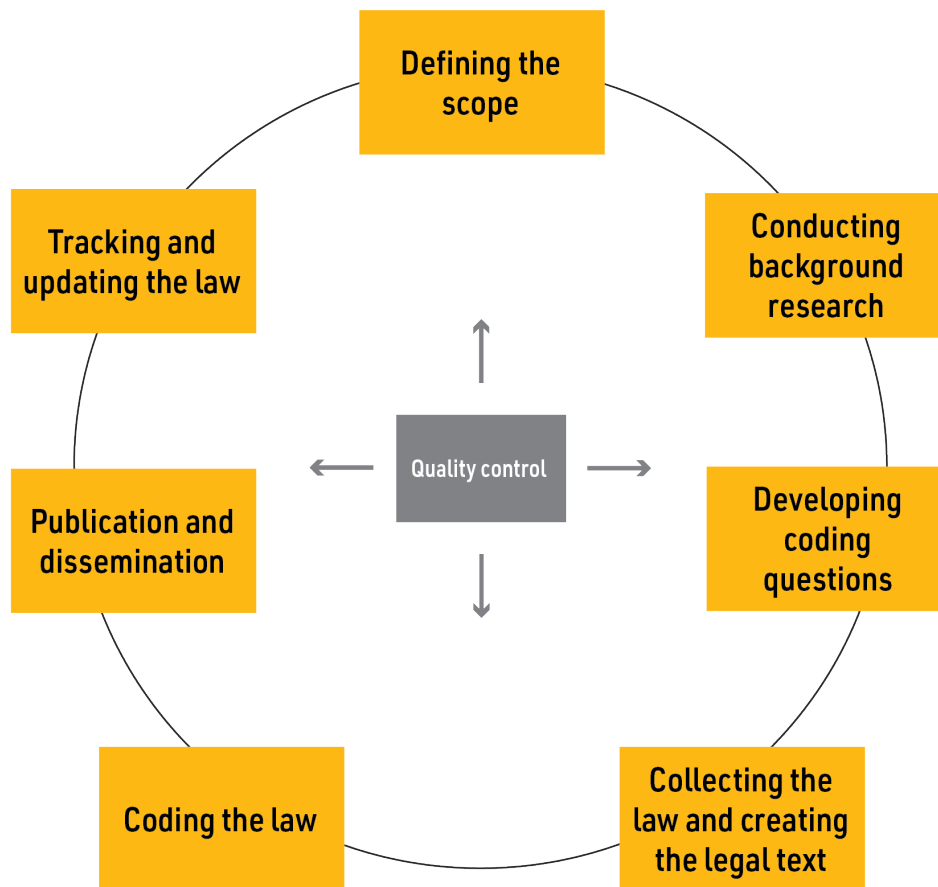 Defining the
scope
Conducting
background
research
Developing
coding
questions
Collecting the
law and creating
the legal text
Coding the law
Publication and
dissemination
Tracking and
updating the law
Quality control